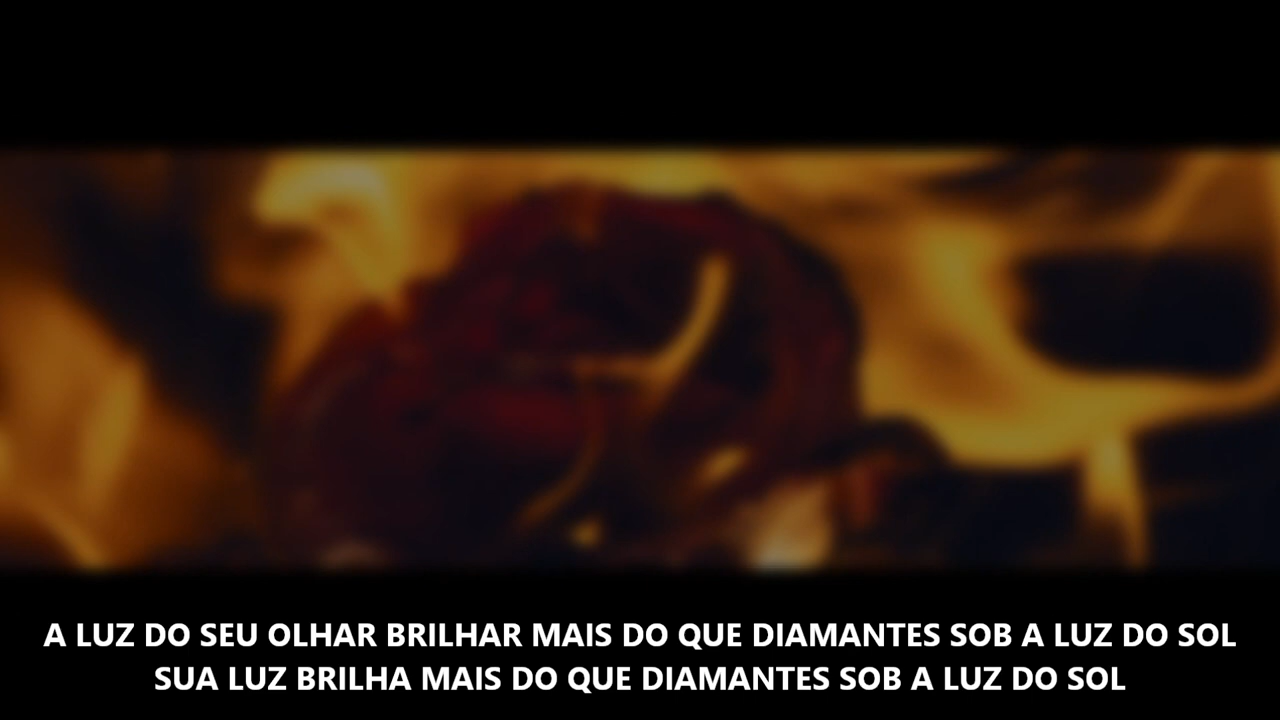 A LUZ DO SEU OLHAR BRILHAR MAIS DO QUE DIAMANTES SOB A LUZ DO SOL
SUA LUZ BRILHA MAIS DO QUE DIAMANTES SOB A LUZ DO SOL